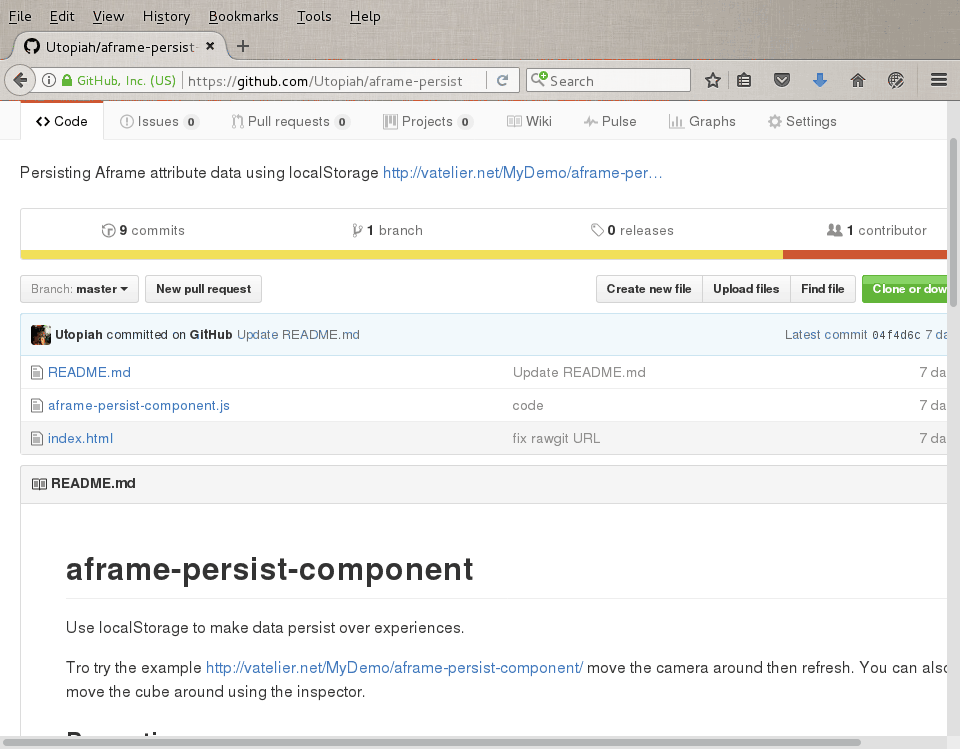 File Edit View History Bookmarks Tools Help
Utopiah/aframe-persist-
GitHub, Inc. (US) https://github.com/Utopiah/aframe-persist Search
Code Issues 0 Pull requests 0 Projects 0 Wiki Pulse Graphs Settings
Persisting Aframe attribute data using localStorage http://vatelier.net/MyDemo/aframe-per…
9 commits 1 branch 0 releases 1 contributor
Branch: master New pull request Create new file Upload files Find file Clone or dow
Utopiah committed on GitHub Update README.md Latest commit 04f4d6c 7 da
README.md Update README.md 7 da
aframe-persist-component.js code 7 da
index.html fix rawgit URL 7 da
README.md
aframe-persist-component
Use localStorage to make data persist over experiences.
Tro try the example http://vatelier.net/MyDemo/aframe-persist-component/ move the camera around then refresh. You can also
move the cube around using the inspector.